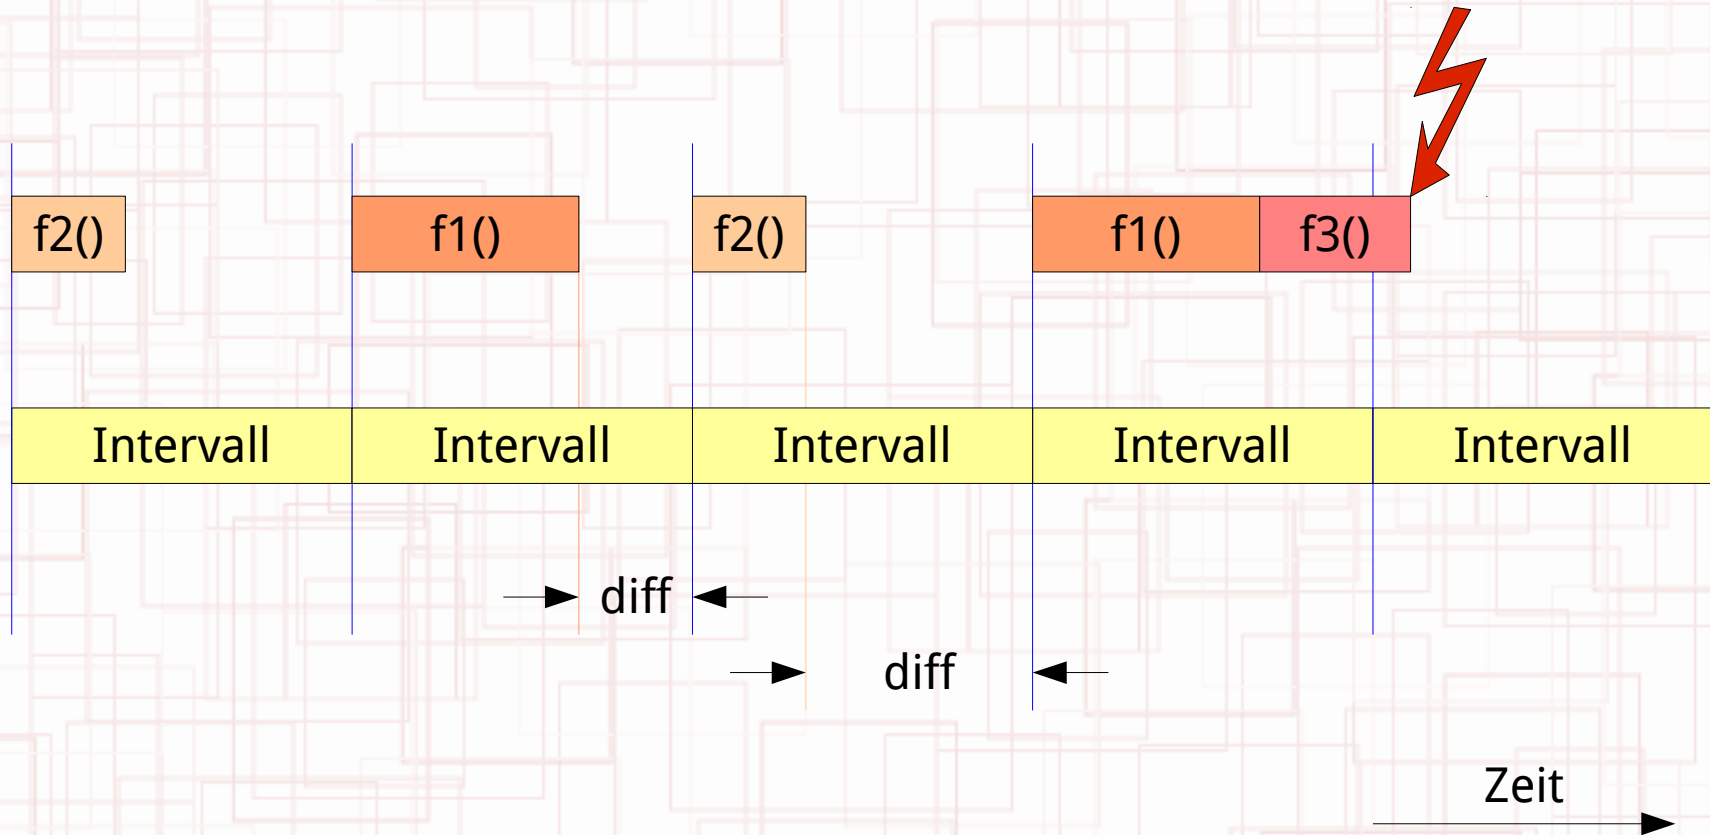 f2()
f1()
f2()
f1()
f3()
Intervall
Intervall
Intervall
Intervall
Intervall
diff
diff
Zeit